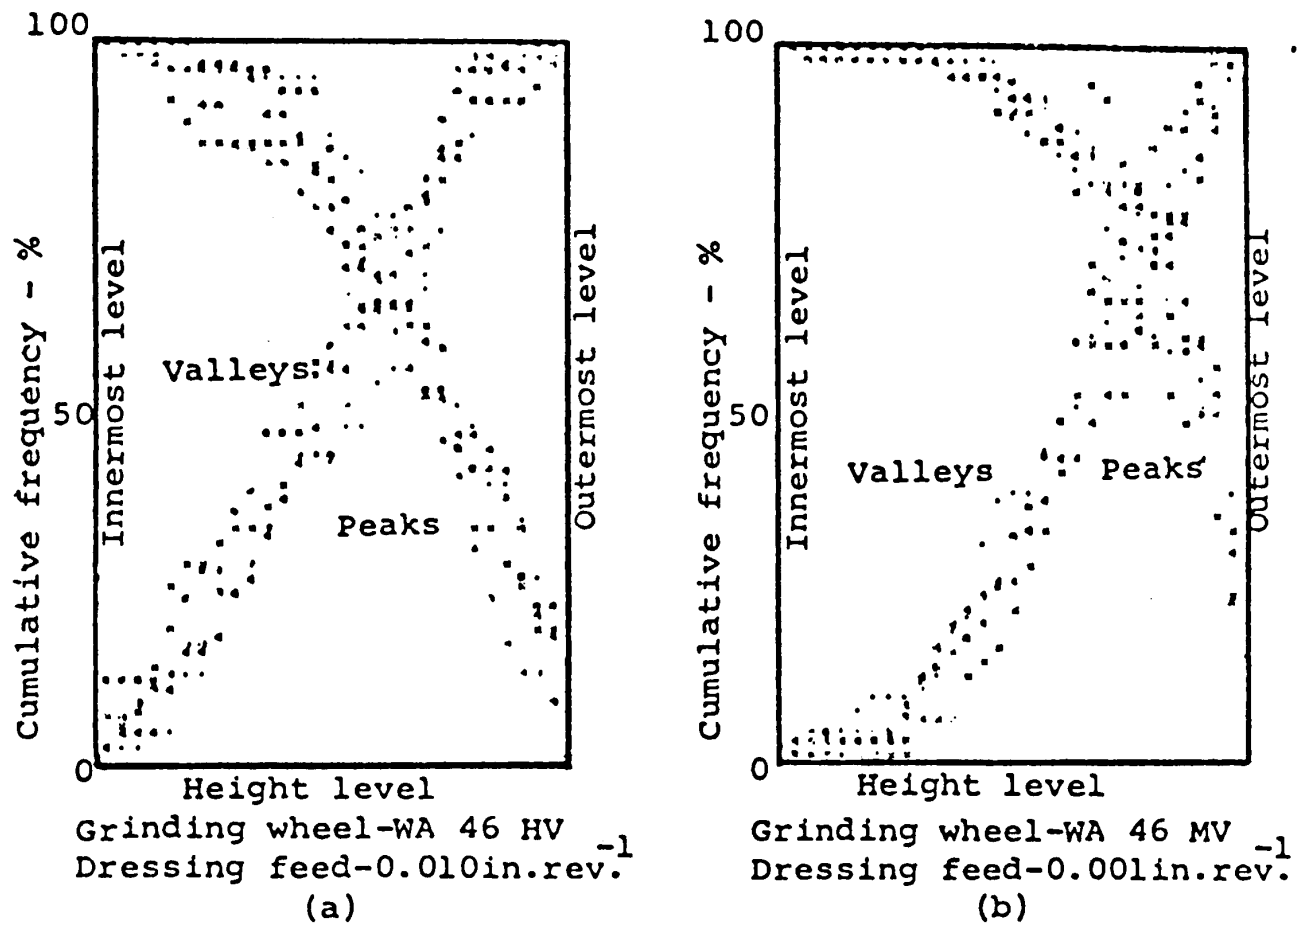 100
Cumulative frequency - %
Innermost level
Outermost level
Valleys
50
Peaks
0
Height level
Grinding wheel-WA 46 HV
Dressing feed-0.010in.rev.-1
(a)
100
Cumulative frequency - %
Innermost level
Outermost level
50
Valleys
Peaks
0
Height level
Grinding wheel-WA 46 MV
Dressing feed-0.001in.rev.-1
(b)